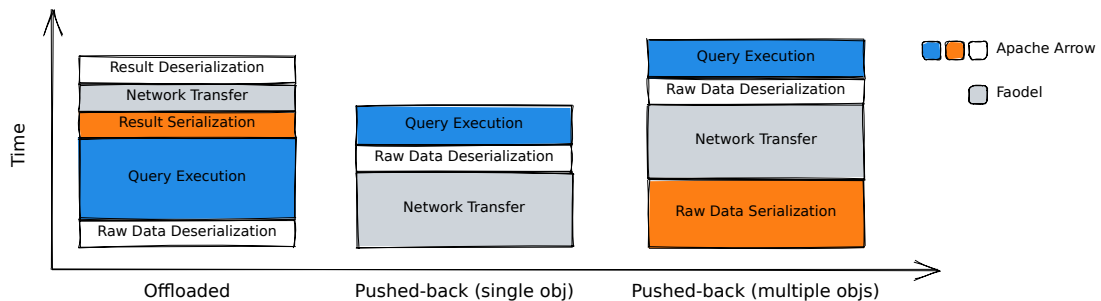 Time
Result Deserialization
Network Transfer
Result Serialization
Query Execution
Raw Data Deserialization
Offloaded
Query Execution
Raw Data Deserialization
Network Transfer
Pushed-back (single obj)
Query Execution
Raw Data Deserialization
Network Transfer
Raw Data Serialization
Pushed-back (multiple objs)
Apache Arrow
Faodel